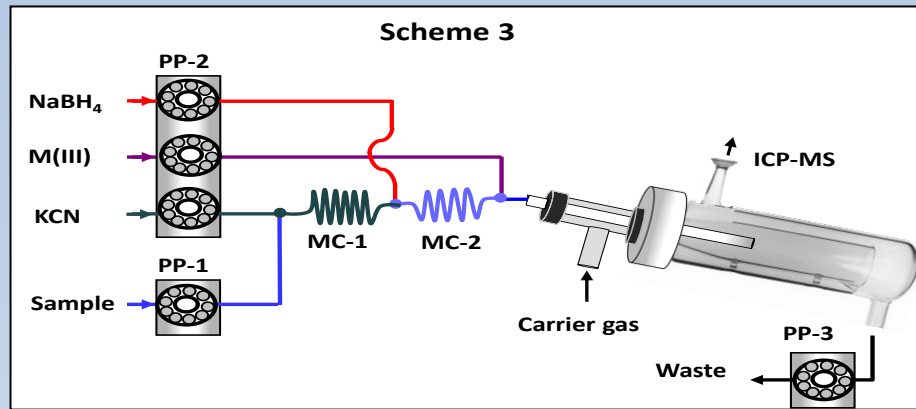 Scheme 3
PP-2
NaBH₄
M(III)
ICP-MS
KCN
MC-1
MC-2
PP-1
Sample
Carrier gas
PP-3
Waste